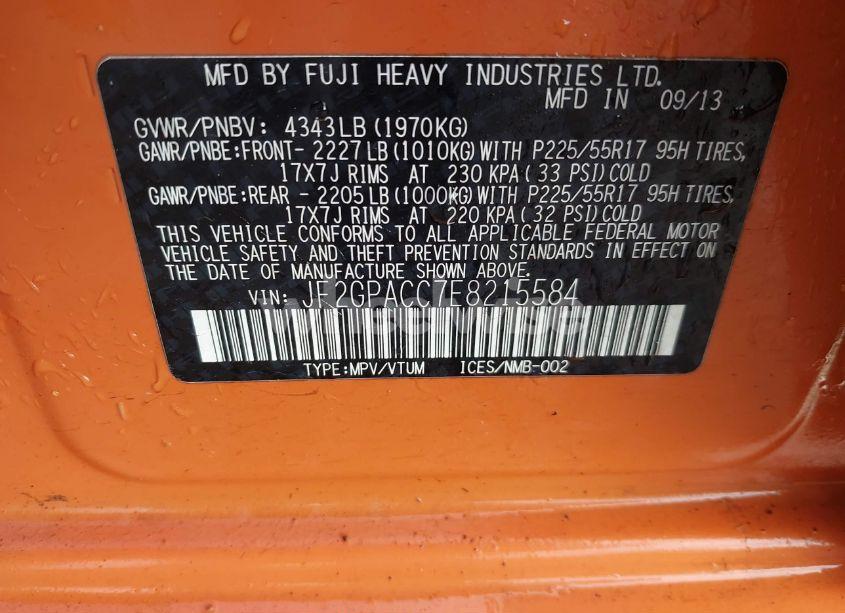 MFD BY FUJI HEAVY INDUSTRIES LTD.
MFD IN 09/13
GVWR/PNBV: 4343LB (1970KG)
GAWR/PNBE:FRONT- 2227LB (1010KG) WITH P225/55R17 95H TIRES,
17X7J RIMS AT 230 KPA (33 PSI) COLD
GAWR/PNBE:REAR - 2205LB (1000KG) WITH P225/55R17 95H TIRES,
17X7J RIMS AT 220 KPA (32 PSI) COLD
THIS VEHICLE CONFORMS TO ALL APPLICABLE FEDERAL MOTOR
VEHICLE SAFETY AND THEFT PREVENTION STANDARDS IN EFFECT ON
THE DATE OF MANUFACTURE SHOWN ABOVE.
VIN: JF2GPACC7E8215584
TYPE:MPV/VTUM ICES/NMB-002